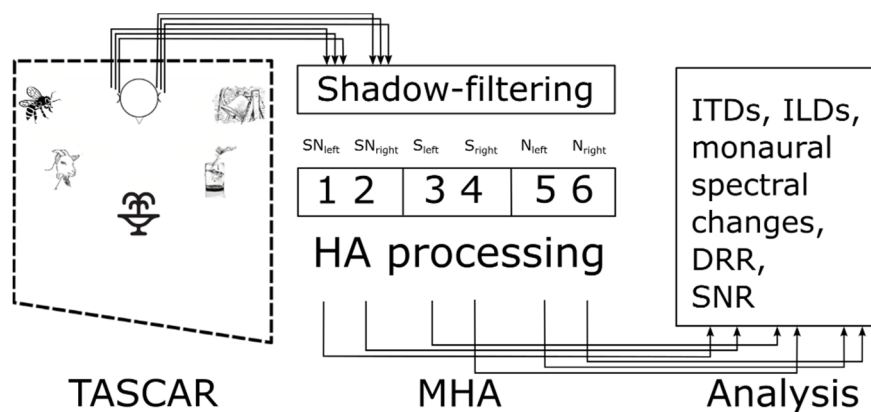 Shadow-filtering
SNleft SNright Sleft Sright Nleft Nright
1 2 3 4 5 6
HA processing
ITDs, ILDs,
monaural
spectral
changes,
DRR,
SNR
TASCAR MHA Analysis